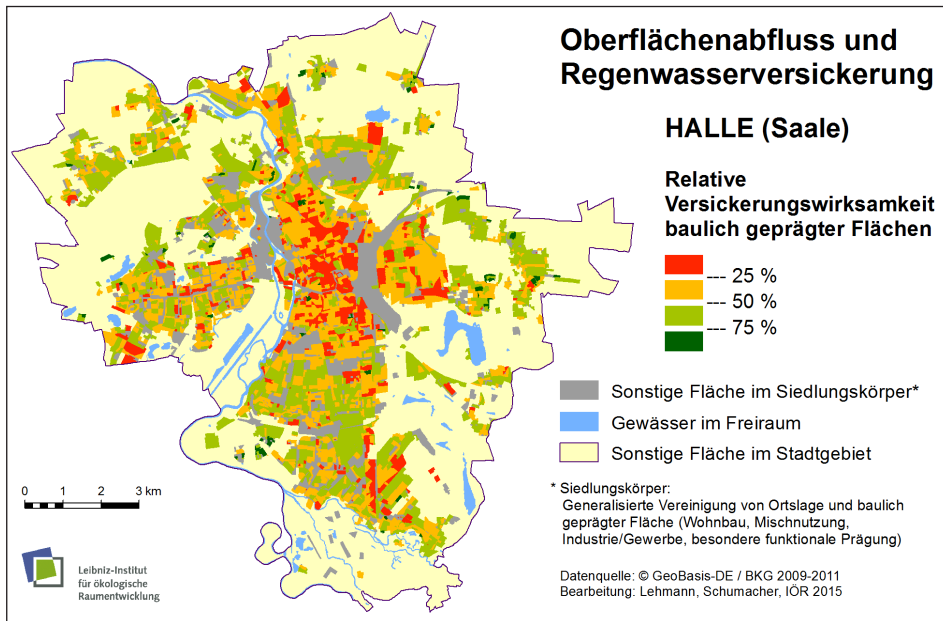 Oberflächenabfluss und
Regenwasserversickerung
HALLE (Saale)
Relative
Versickerungswirksamkeit
baulich geprägter Flächen
--- 25 %
--- 50 %
--- 75 %
Sonstige Fläche im Siedlungskörper*
Gewässer im Freiraum
Sonstige Fläche im Stadtgebiet
* Siedlungskörper:
Generalisierte Vereinigung von Ortslage und baulich
geprägter Fläche (Wohnbau, Mischnutzung,
Industrie/Gewerbe, besondere funktionale Prägung)
Datenquelle: © GeoBasis-DE / BKG 2009-2011
Bearbeitung: Lehmann, Schumacher, IÖR 2015
0 1 2 3 km
Leibniz-Institut
für ökologische
Raumentwicklung